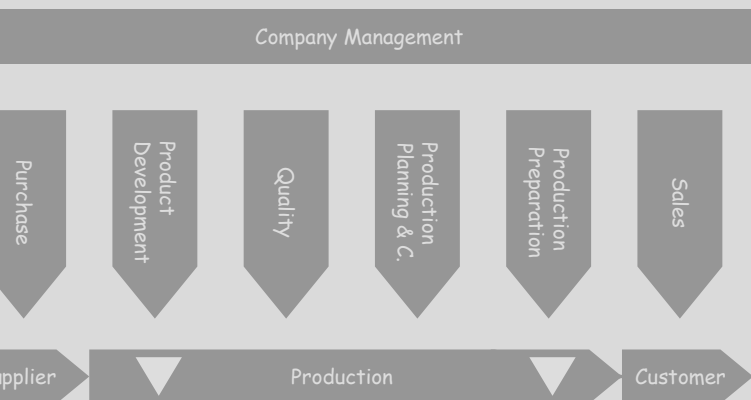 Company Management
Purchase
Product
Development
Quality
Production
Planning & C.
Production
Preparation
Sales
Production
Customer